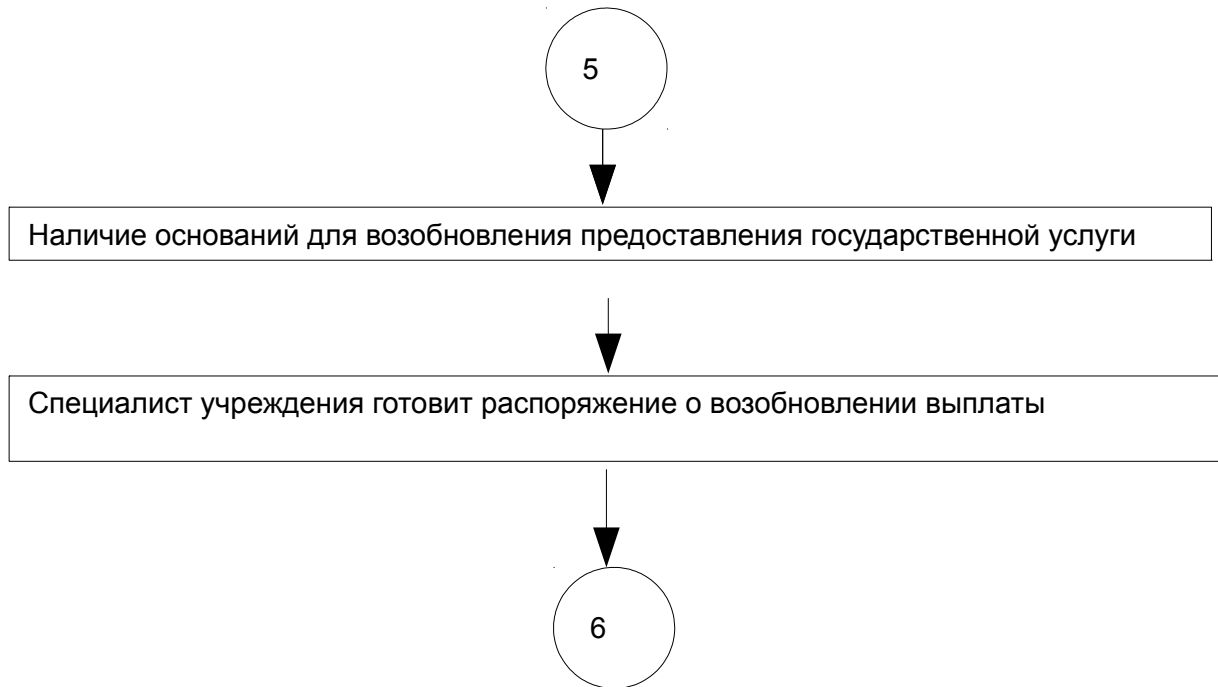 5
Наличие оснований для возобновления предоставления государственной услуги
Специалист учреждения готовит распоряжение о возобновлении выплаты
6